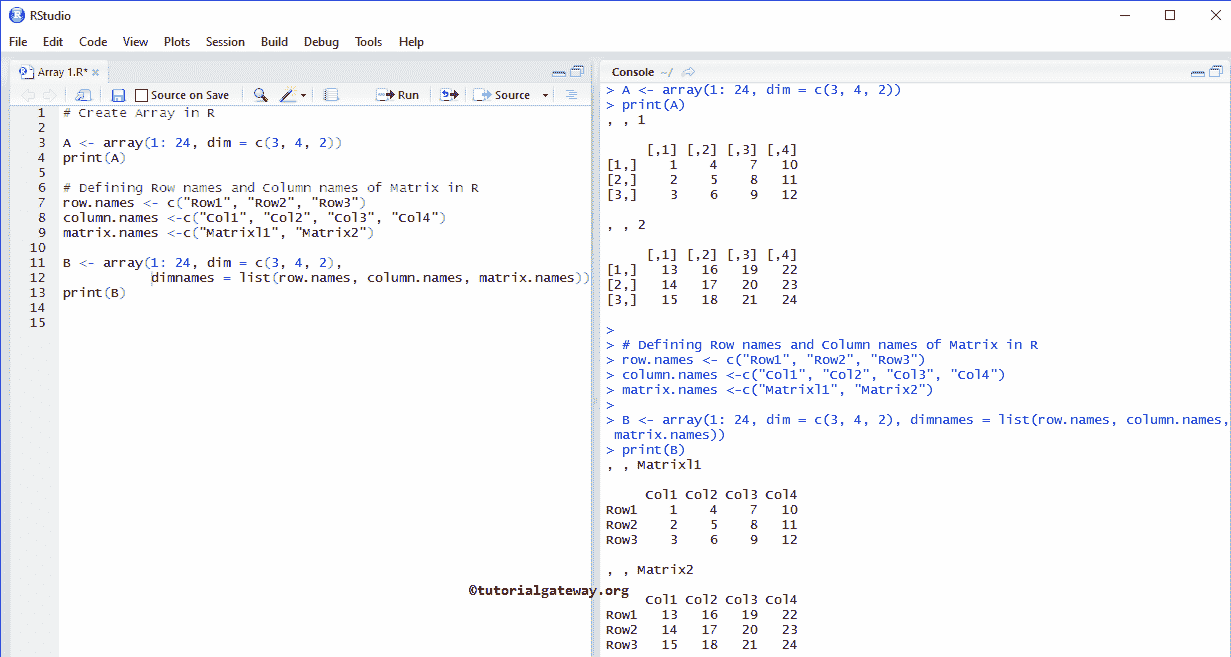 RStudio
File Edit Code View Plots Session Build Debug Tools Help
Array 1.R*
Source on Save Run Source
1 # Create Array in R
2
3 A <- array(1: 24, dim = c(3, 4, 2))
4 print(A)
5
6 # Defining Row names and Column names of Matrix in R
7 row.names <- c("Row1", "Row2", "Row3")
8 column.names <-c("Col1", "Col2", "Col3", "Col4")
9 matrix.names <-c("Matrixl1", "Matrix2")
10
11 B <- array(1: 24, dim = c(3, 4, 2),
12 dimnames = list(row.names, column.names, matrix.names))
13 print(B)
14
15
Console ~/
> A <- array(1: 24, dim = c(3, 4, 2))
> print(A)
, , 1
[,1] [,2] [,3] [,4]
[1,] 1 4 7 10
[2,] 2 5 8 11
[3,] 3 6 9 12
, , 2
[,1] [,2] [,3] [,4]
[1,] 13 16 19 22
[2,] 14 17 20 23
[3,] 15 18 21 24
>
> # Defining Row names and Column names of Matrix in R
> row.names <- c("Row1", "Row2", "Row3")
> column.names <-c("Col1", "Col2", "Col3", "Col4")
> matrix.names <-c("Matrixl1", "Matrix2")
>
> B <- array(1: 24, dim = c(3, 4, 2), dimnames = list(row.names, column.names,
matrix.names))
> print(B)
, , Matrixl1
Col1 Col2 Col3 Col4
Row1 1 4 7 10
Row2 2 5 8 11
Row3 3 6 9 12
, , Matrix2
Col1 Col2 Col3 Col4
Row1 13 16 19 22
Row2 14 17 20 23
Row3 15 18 21 24
©tutorialgateway.org